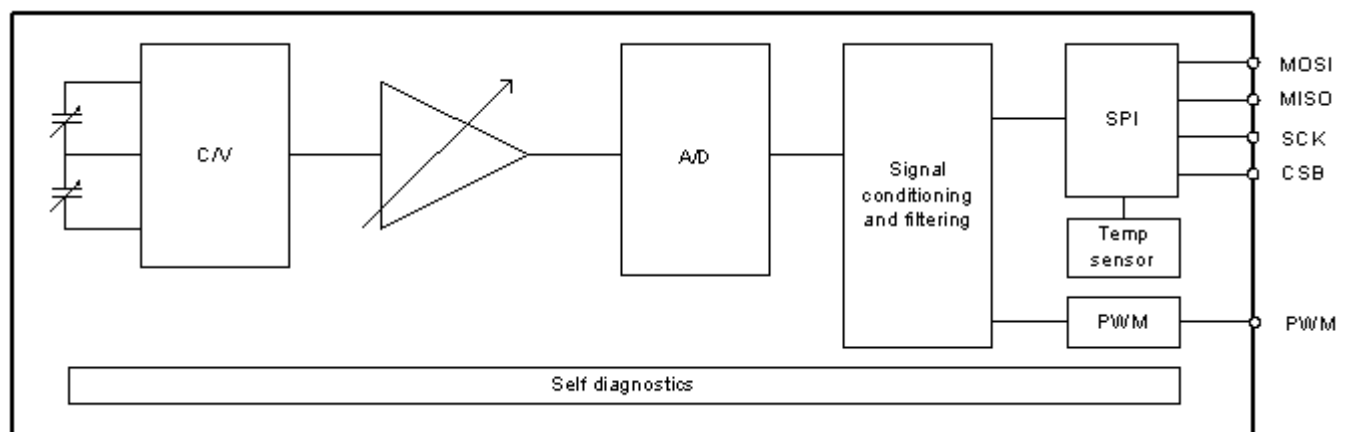 C/V
A/D
Signal
conditioning
and filtering
SPI
MOSI
MISO
SCK
CSB
Temp
sensor
PWM
PWM
Self diagnostics